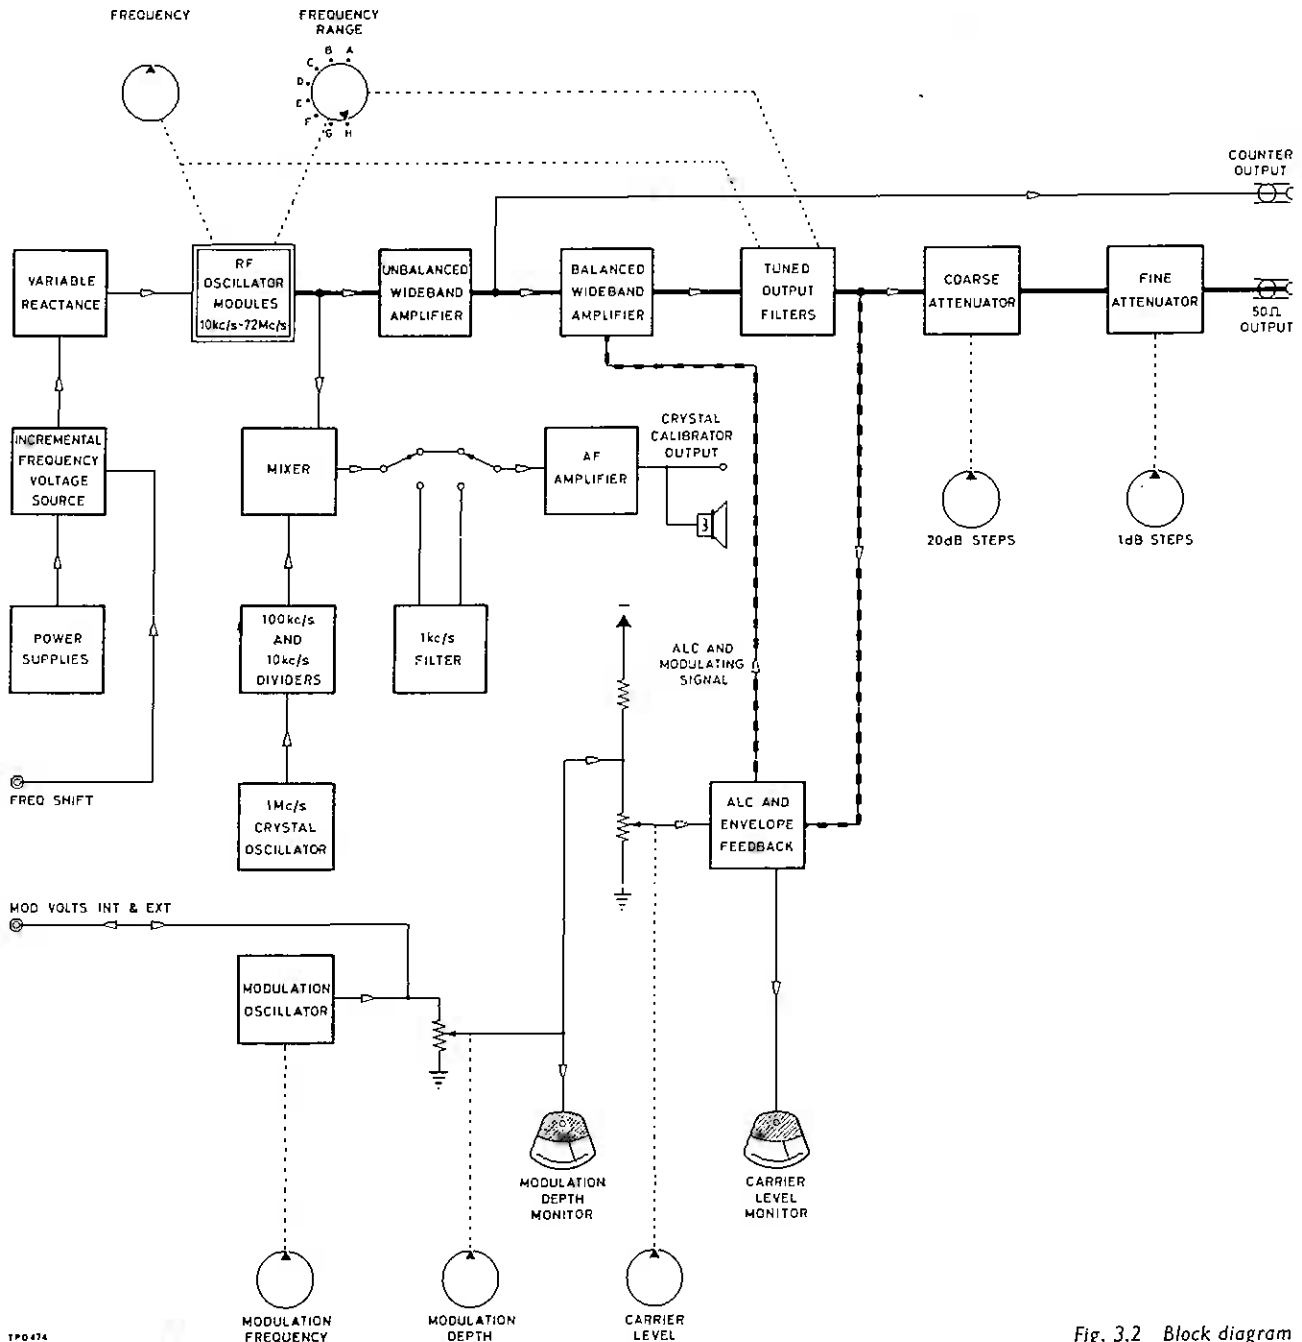 FREQUENCY
FREQUENCY
RANGE
A
B
C
D
E
F
G
H
COUNTER
OUTPUT
VARIABLE
REACTANCE
RF
OSCILLATOR
MODULES
10kc/s-72Mc/s
UNBALANCED
WIDEBAND
AMPLIFIER
BALANCED
WIDEBAND
AMPLIFIER
TUNED
OUTPUT
FILTERS
COARSE
ATTENUATOR
FINE
ATTENUATOR
50Ω
OUTPUT
INCREMENTAL
FREQUENCY
VOLTAGE
SOURCE
MIXER
AF
AMPLIFIER
CRYSTAL
CALIBRATOR
OUTPUT
20dB STEPS
1dB STEPS
POWER
SUPPLIES
100kc/s
AND
10kc/s
DIVIDERS
1kc/s
FILTER
ALC AND
MODULATING
SIGNAL
FREQ SHIFT
1Mc/s
CRYSTAL
OSCILLATOR
ALC AND
ENVELOPE
FEEDBACK
MOD VOLTS INT & EXT
MODULATION
OSCILLATOR
MODULATION
DEPTH
MONITOR
CARRIER
LEVEL
MONITOR
MODULATION
FREQUENCY
MODULATION
DEPTH
CARRIER
LEVEL
TPD474
Fig. 3.2 Block diagram